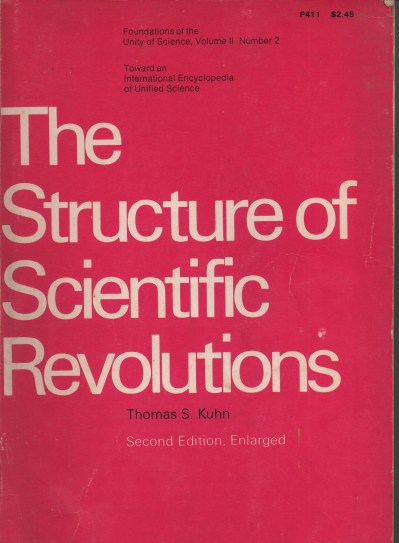 P411 $2.45
Foundations of the
Unity of Science, Volume II Number 2
Toward an
International Encyclopedia
of Unified Science
The
Structure of
Scientific
Revolutions
Thomas S. Kuhn
Second Edition, Enlarged